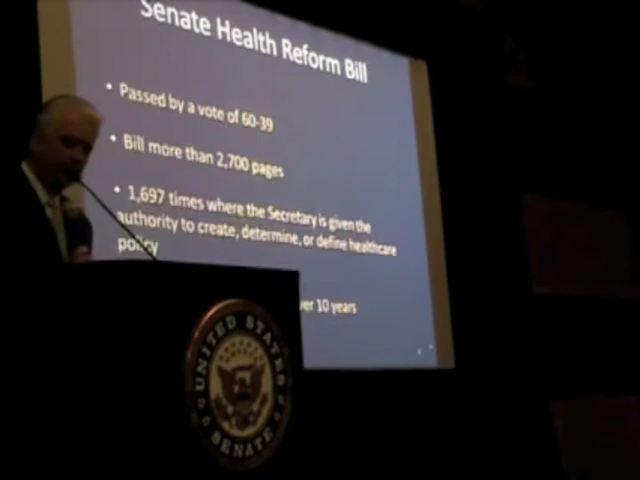 Senate Health Reform Bill
• Passed by a vote of 60-39
• Bill more than 2,700 pages
• 1,697 times where the Secretary is given the
authority to create, determine, or define healthcare
policy
er 10 years
UNITED STATES
SENATE